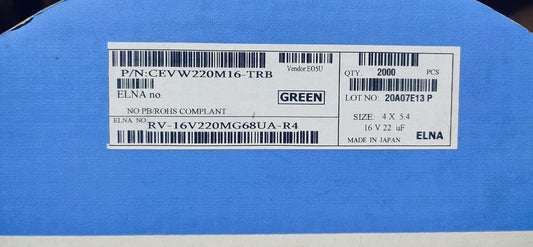 Vendor EO5U
P/N:CEVW220M16-TRB
ELNA no.
GREEN
NO PB/ROHS COMPLIANT
ELNA NO.
RV-16V220MG68UA-R4
QTY. 2000 PCS
LOT NO: 20A07E13 P
SIZE: 4 X 5.4
16 V 22 uF
MADE IN JAPAN ELNA